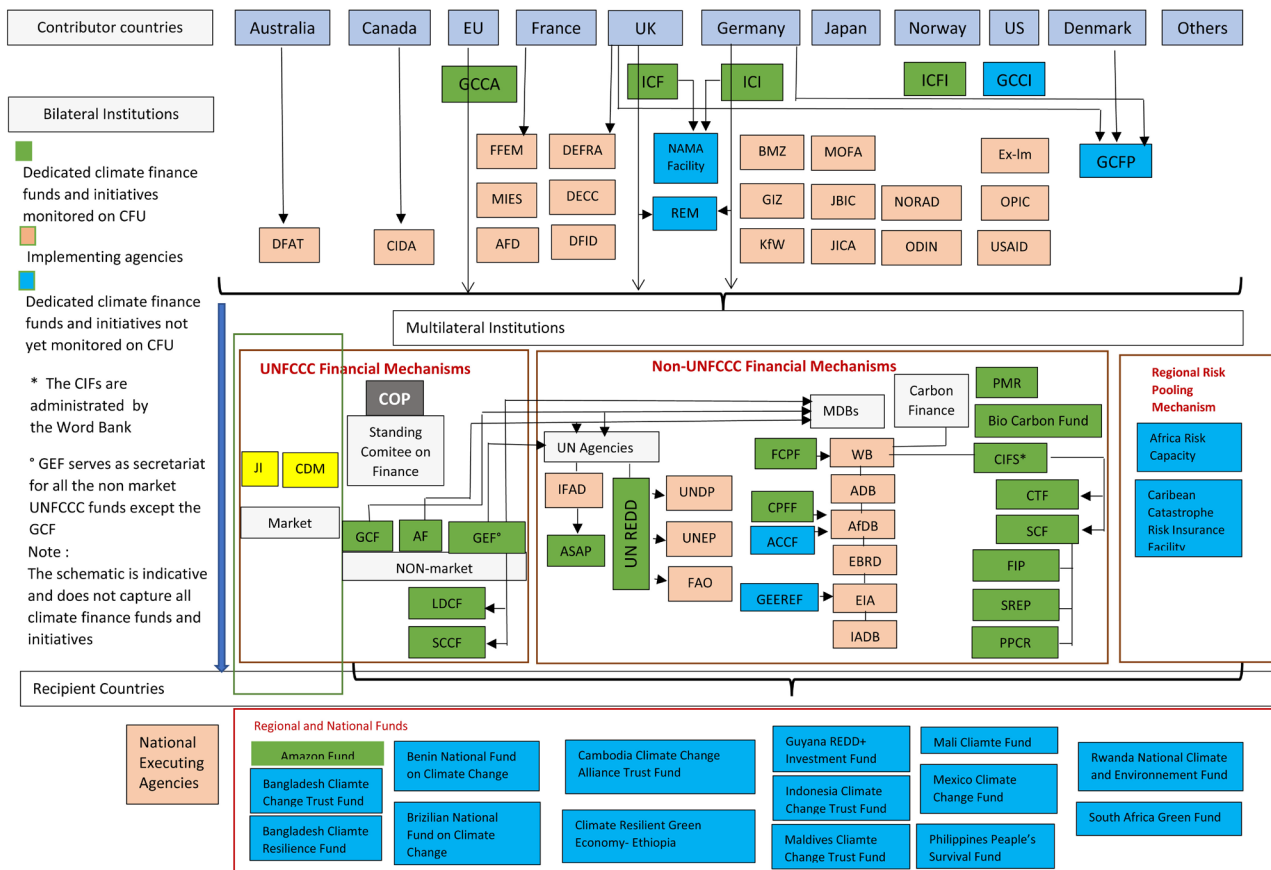 Contributor countries
Australia
Canada
EU
France
UK
Germany
Japan
Norway
US
Denmark
Others
GCCA
ICF
ICI
ICFI
GCCI
Bilateral Institutions
Dedicated climate finance
funds and initiatives
monitored on CFU
Implementing agencies
Dedicated climate finance
funds and initiatives not
yet monitored on CFU
* The CIFs are
administrated by
the Word Bank
° GEF serves as secretariat
for all the non market
UNFCCC funds except the
GCF
Note :
The schematic is indicative
and does not capture all
climate finance funds and
initiatives
FFEM
DEFRA
NAMA
Facility
BMZ
MOFA
Ex-Im
GCFP
MIES
DECC
REM
GIZ
JBIC
NORAD
OPIC
DFAT
CIDA
AFD
DFID
KfW
JICA
ODIN
USAID
Multilateral Institutions
UNFCCC Financial Mechanisms
COP
Standing
Comitee on
Finance
JI
CDM
Market
GCF
AF
GEF°
NON-market
LDCF
SCCF
Non-UNFCCC Financial Mechanisms
MDBs
Carbon
Finance
PMR
Bio Carbon Fund
UN Agencies
FCPF
WB
CIFS*
IFAD
UN REDD
UNDP
ADB
CTF
CPFF
AfDB
SCF
ASAP
UNEP
ACCF
EBRD
FIP
FAO
GEEREF
EIA
SREP
IADB
PPCR
Regional Risk
Pooling
Mechanism
Africa Risk
Capacity
Caribean
Catastrophe
Risk Insurance
Facility
Recipient Countries
National
Executing
Agencies
Regional and National Funds
Amazon Fund
Bangladesh Cliamte
Change Trust Fund
Bangladesh Cliamte
Resilience Fund
Benin National Fund
on Climate Change
Brizilian National
Fund on Climate
Change
Cambodia Climate Change
Alliance Trust Fund
Climate Resilient Green
Economy- Ethiopia
Guyana REDD+
Investment Fund
Indonesia Climate
Change Trust Fund
Maldives Cliamte
Change Trust Fund
Mali Cliamte Fund
Mexico Climate
Change Fund
Philippines Peaple's
Survival Fund
Rwanda National Climate
and Environnement Fund
South Africa Green Fund